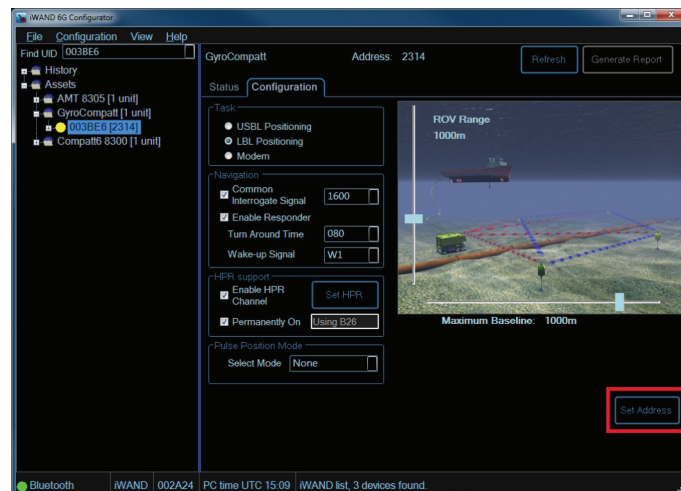 iWAND 6G Configurator
File Configuration View Help
Find UID 003BE6
History
Assets
AMT 8305 [1 unit]
GyroCompatt [1 unit]
003BE6 [2314]
Compatt6 8300 [1 unit]
GyroCompatt Address: 2314 Refresh Generate Report
Status Configuration
Task
USBL Positioning
LBL Positioning
Modem
Navigation
Common
Interrogate Signal 1600
Enable Responder
Turn Around Time 080
Wake-up Signal W1
HPR support
Enable HPR
Channel Set HPR
Permanently On Using B26
Pulse Position Mode
Select Mode None
ROV Range
1000m
Maximum Baseline: 1000m
Set Address
Bluetooth iWAND 002A24 PC time UTC 15:09 iWAND list, 3 devices found.